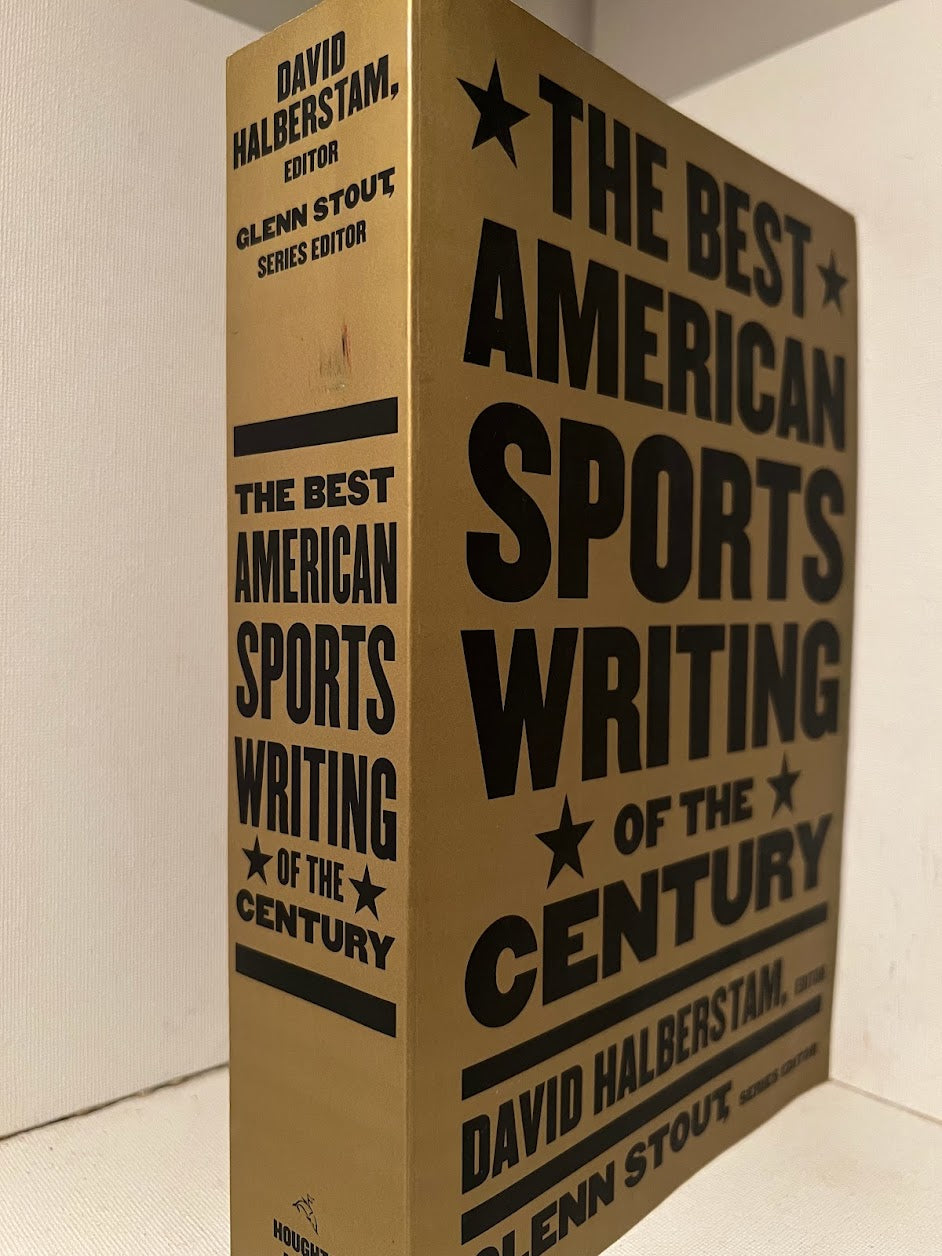 DAVID
HALBERSTAM,
EDITOR
GLENN STOUT,
SERIES EDITOR
THE BEST
AMERICAN
SPORTS
WRITING
OF THE
CENTURY
THE BEST
AMERICAN
SPORTS
WRITING
OF THE
CENTURY
DAVID HALBERSTAM, EDITOR
GLENN STOUT, SERIES EDITOR